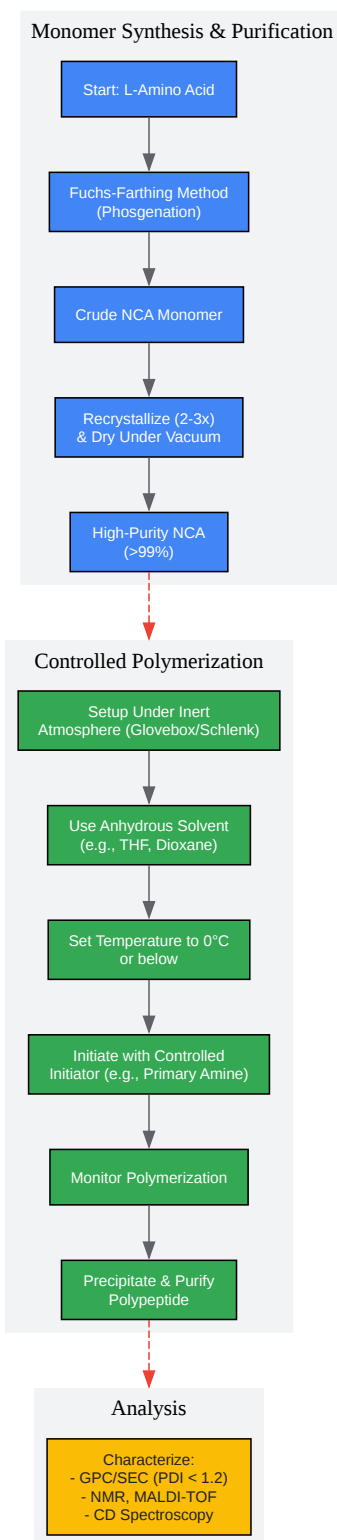 Monomer Synthesis & Purification
Start: L-Amino Acid
Fuchs-Farthing Method
(Phosgenation)
Crude NCA Monomer
Recrystallize (2-3x)
& Dry Under Vacuum
High-Purity NCA
(>99%)
Controlled Polymerization
Setup Under Inert
Atmosphere (Glovebox/Schlenk)
Use Anhydrous Solvent
(e.g., THF, Dioxane)
Set Temperature to 0°C
or below
Initiate with Controlled
Initiator (e.g., Primary Amine)
Monitor Polymerization
Precipitate & Purify
Polypeptide
Analysis
Characterize:
- GPC/SEC (PDI < 1.2)
- NMR, MALDI-TOF
- CD Spectroscopy